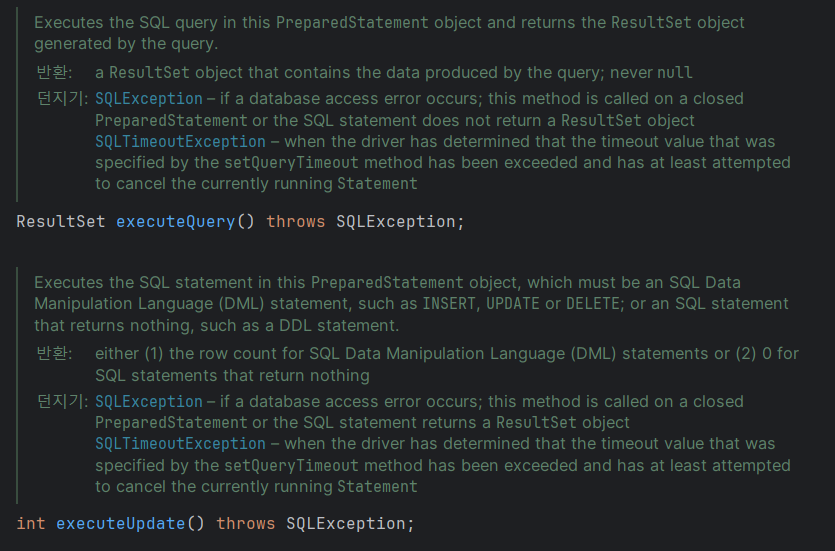 Executes the SQL query in this PreparedStatement object and returns the ResultSet object
generated by the query.
반환: a ResultSet object that contains the data produced by the query; never null
던지기: SQLException – if a database access error occurs; this method is called on a closed
PreparedStatement or the SQL statement does not return a ResultSet object
SQLTimeoutException – when the driver has determined that the timeout value that was
specified by the setQueryTimeout method has been exceeded and has at least attempted
to cancel the currently running Statement
ResultSet executeQuery() throws SQLException;
Executes the SQL statement in this PreparedStatement object, which must be an SQL Data
Manipulation Language (DML) statement, such as INSERT, UPDATE or DELETE; or an SQL statement
that returns nothing, such as a DDL statement.
반환: either (1) the row count for SQL Data Manipulation Language (DML) statements or (2) 0 for
SQL statements that return nothing
던지기: SQLException – if a database access error occurs; this method is called on a closed
PreparedStatement or the SQL statement returns a ResultSet object
SQLTimeoutException – when the driver has determined that the timeout value that was
specified by the setQueryTimeout method has been exceeded and has at least attempted
to cancel the currently running Statement
int executeUpdate() throws SQLException;